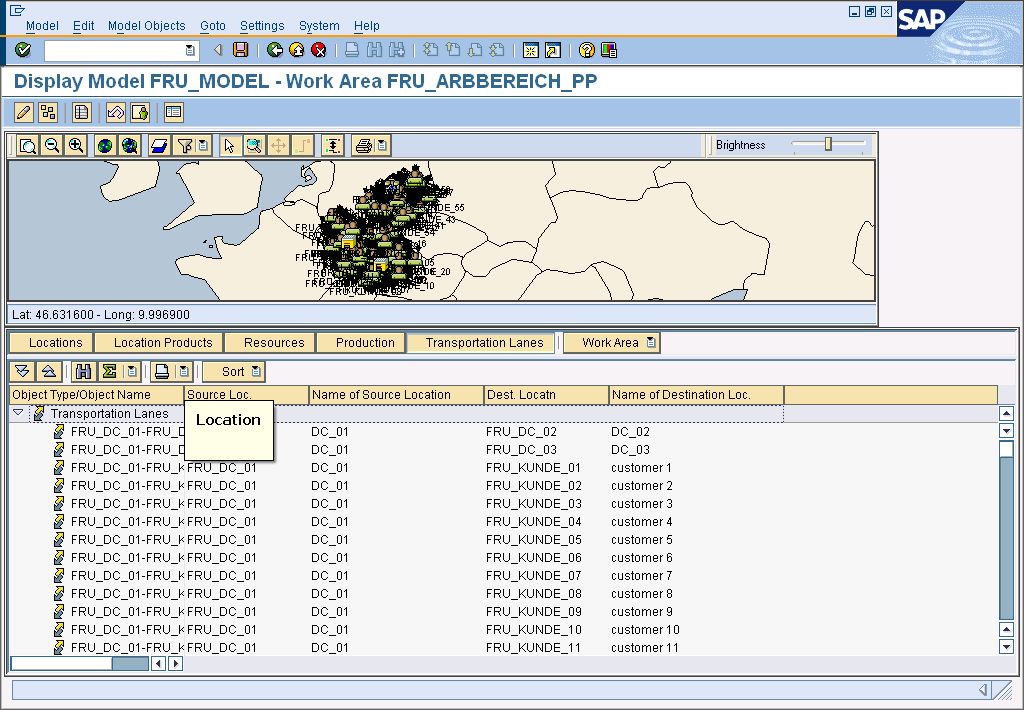 Model Edit Model Objects Goto Settings System Help
SAP
Display Model FRU_MODEL - Work Area FRU_ARBBEREICH_PP
Brightness
Lat: 46.631600 - Long: 9.996900
Locations Location Products Resources Production Transportation Lanes Work Area
Sort
Object Type/Object Name Source Loc. Name of Source Location Dest. Locatn Name of Destination Loc.
Transportation Lanes
Location
FRU_DC_01-FRU_D DC_01 FRU_DC_02 DC_02
FRU_DC_01-FRU_D DC_01 FRU_DC_03 DC_03
FRU_DC_01-FRU_K FRU_DC_01 DC_01 FRU_KUNDE_01 customer 1
FRU_DC_01-FRU_K FRU_DC_01 DC_01 FRU_KUNDE_02 customer 2
FRU_DC_01-FRU_K FRU_DC_01 DC_01 FRU_KUNDE_03 customer 3
FRU_DC_01-FRU_K FRU_DC_01 DC_01 FRU_KUNDE_04 customer 4
FRU_DC_01-FRU_K FRU_DC_01 DC_01 FRU_KUNDE_05 customer 5
FRU_DC_01-FRU_K FRU_DC_01 DC_01 FRU_KUNDE_06 customer 6
FRU_DC_01-FRU_K FRU_DC_01 DC_01 FRU_KUNDE_07 customer 7
FRU_DC_01-FRU_K FRU_DC_01 DC_01 FRU_KUNDE_08 customer 8
FRU_DC_01-FRU_K FRU_DC_01 DC_01 FRU_KUNDE_09 customer 9
FRU_DC_01-FRU_K FRU_DC_01 DC_01 FRU_KUNDE_10 customer 10
FRU_DC_01-FRU_K FRU_DC_01 DC_01 FRU_KUNDE_11 customer 11